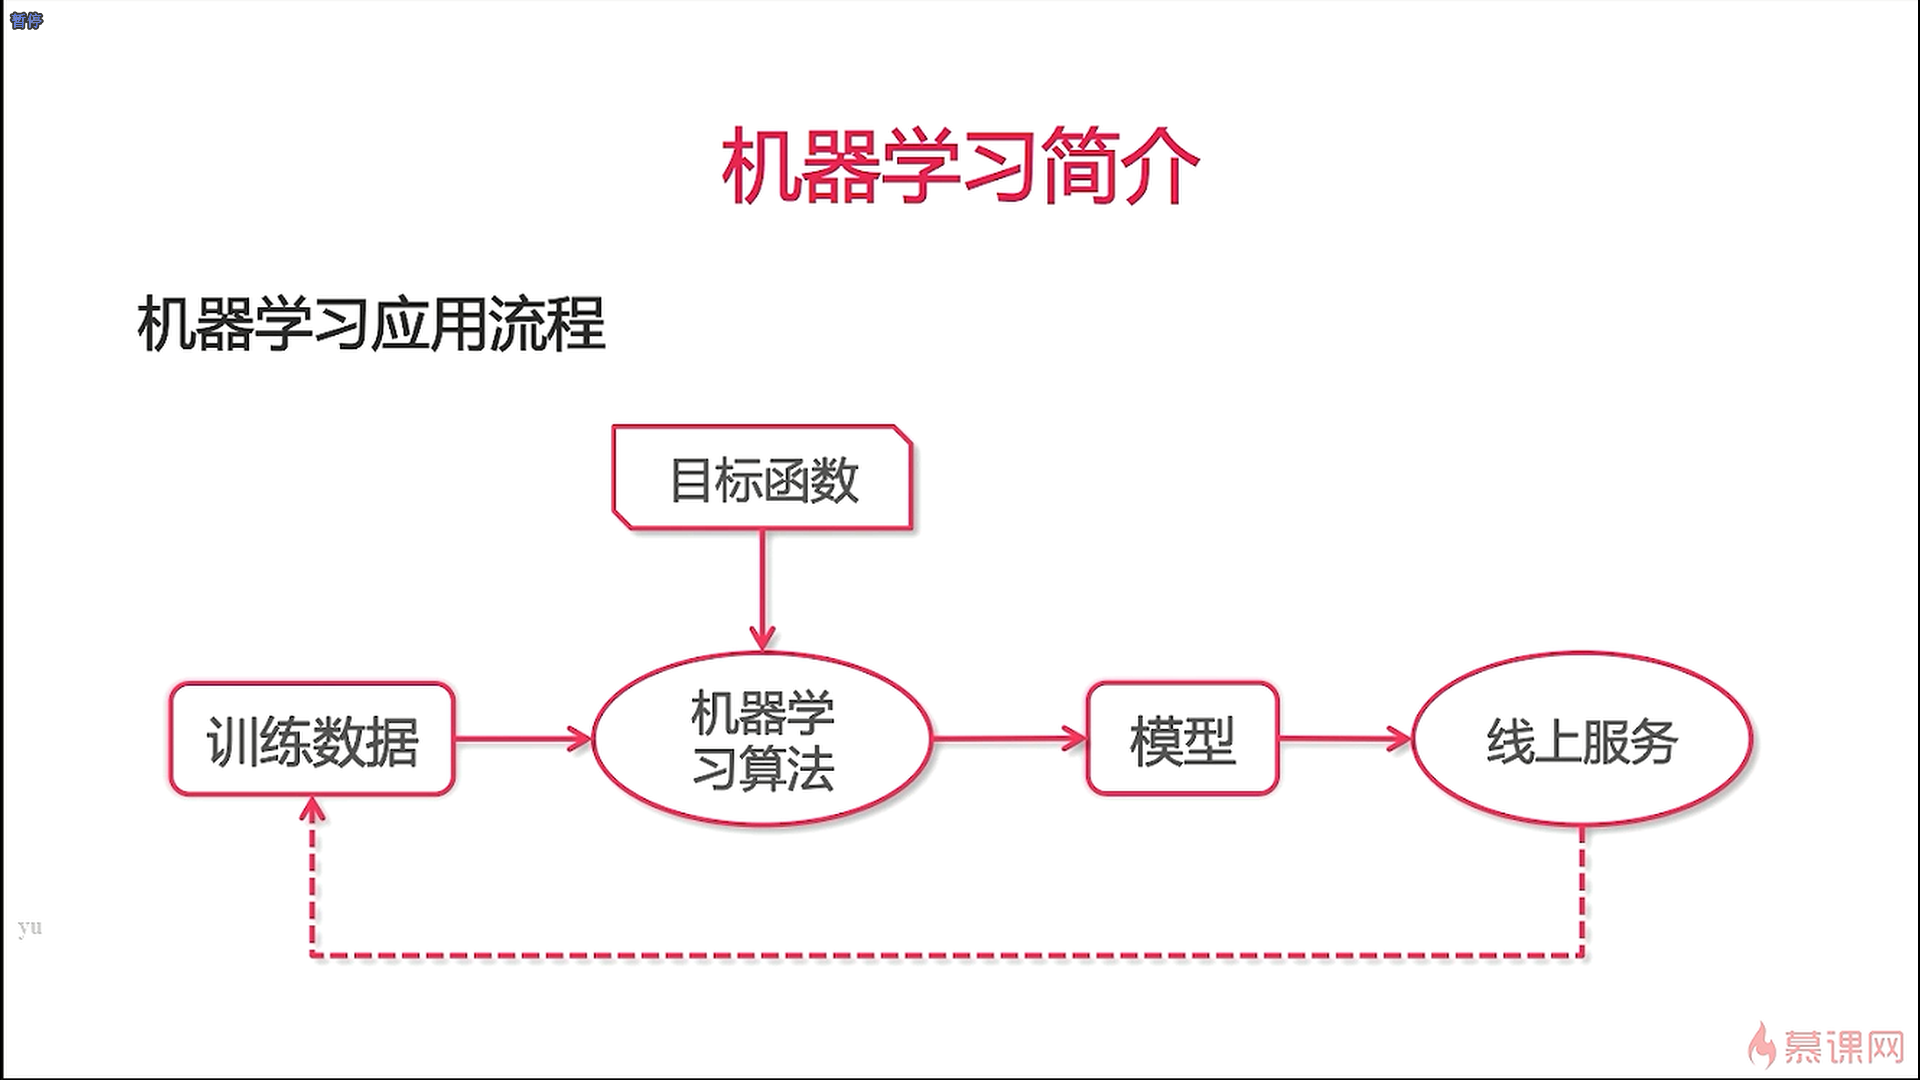 暂停
机器学习简介
机器学习应用流程
目标函数
训练数据
机器学
习算法
模型
线上服务
yu
慕课网